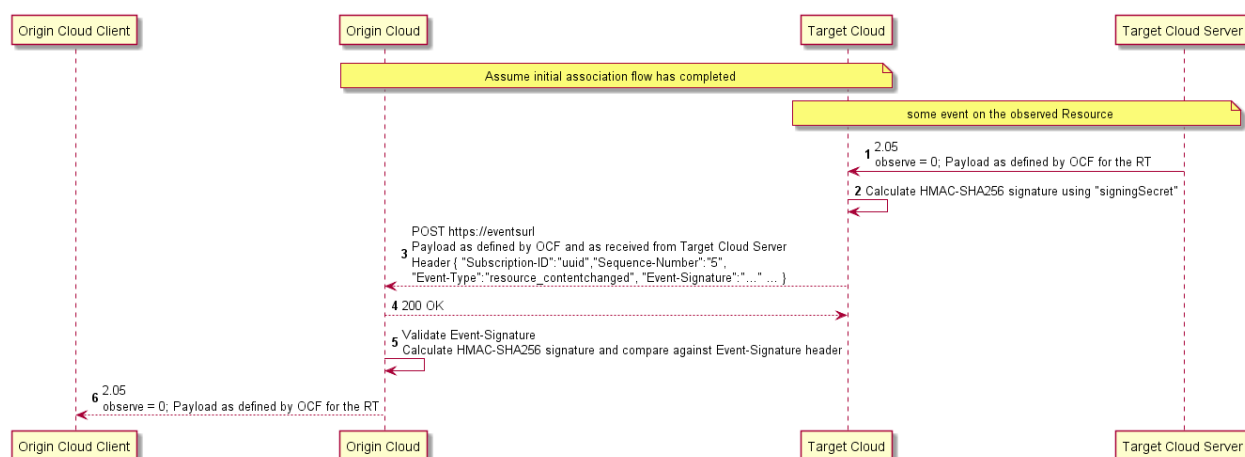 Origin Cloud Client
Origin Cloud
Target Cloud
Target Cloud Server
Assume initial association flow has completed
some event on the observed Resource
1 2.05
observe = 0; Payload as defined by OCF for the RT
2 Calculate HMAC-SHA256 signature using "signingSecret"
POST https://eventsurl
3 Payload as defined by OCF and as received from Target Cloud Server
Header { "Subscription-ID":"uuid","Sequence-Number":"5",
"Event-Type":"resource_contentchanged", "Event-Signature":"..." ... }
4 200 OK
5 Validate Event-Signature
Calculate HMAC-SHA256 signature and compare against Event-Signature header
6 2.05
observe = 0; Payload as defined by OCF for the RT
Origin Cloud Client
Origin Cloud
Target Cloud
Target Cloud Server